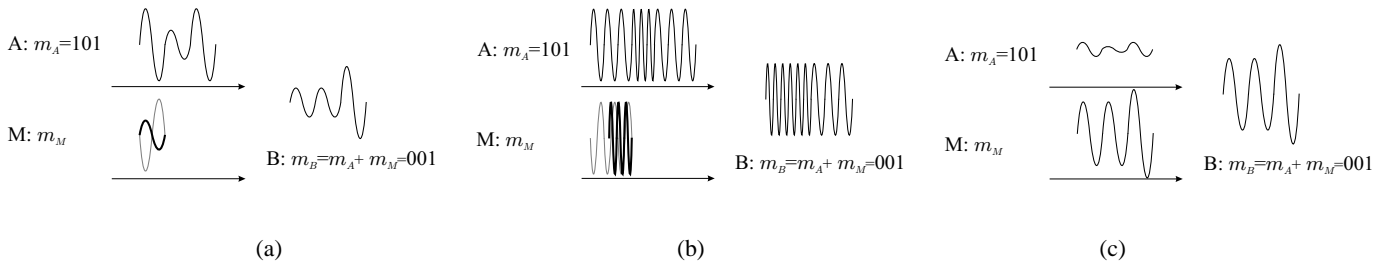 A: m_A=101
M: m_M
B: m_B=m_A+ m_M=001
(a)
A: m_A=101
M: m_M
B: m_B=m_A+ m_M=001
(b)
A: m_A=101
M: m_M
B: m_B=m_A+ m_M=001
(c)